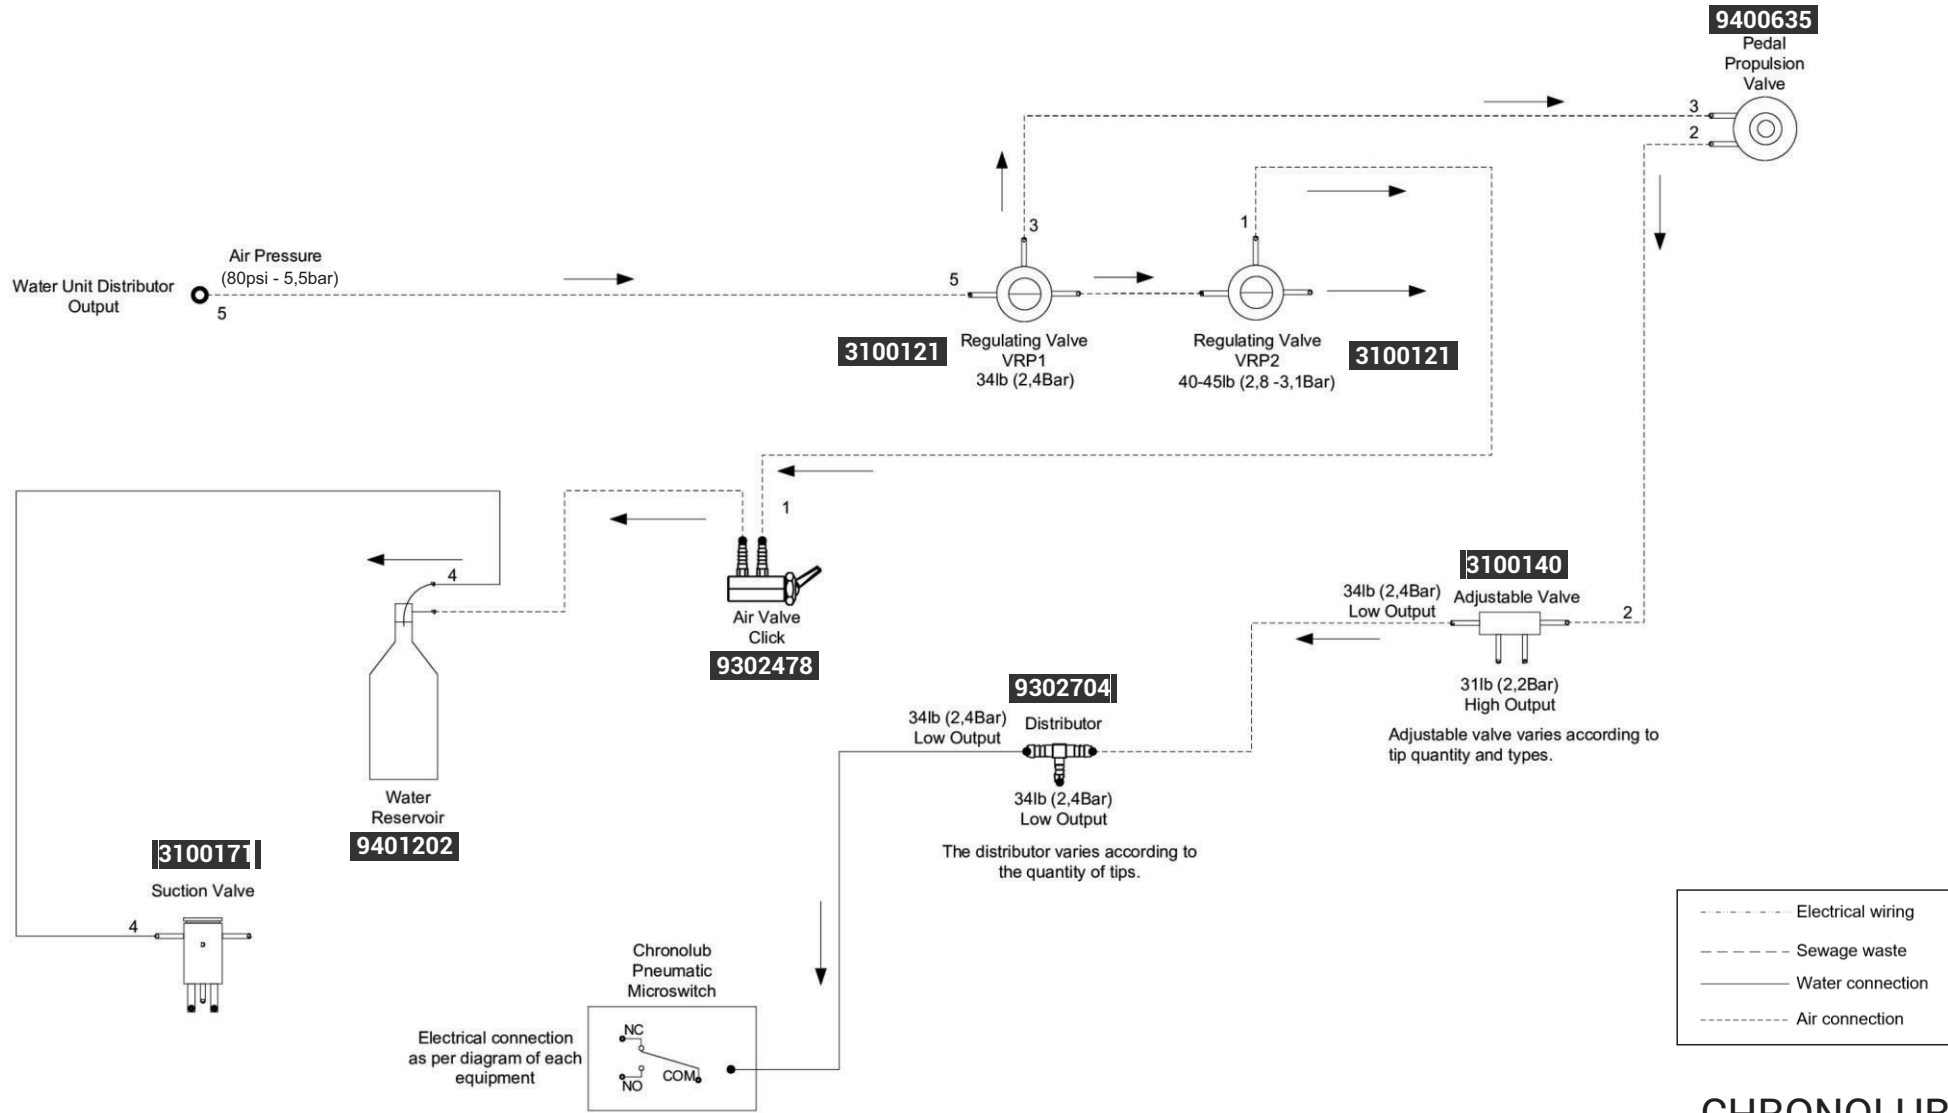 9400635
Pedal
Propulsion
Valve
3
2
3
1
Air Pressure
(80psi - 5,5bar)
Water Unit Distributor
Output
5
5
3100121
Regulating Valve
VRP1
34lb (2,4Bar)
Regulating Valve
VRP2
40-45lb (2,8 -3,1Bar)
3100121
1
4
Air Valve
Click
9302478
3100140
Adjustable Valve
34lb (2,4Bar)
Low Output
2
31lb (2,2Bar)
High Output
Adjustable valve varies according to
tip quantity and types.
9302704
Distributor
34lb (2,4Bar)
Low Output
34lb (2,4Bar)
Low Output
The distributor varies according to
the quantity of tips.
Water
Reservoir
9401202
3100171
Suction Valve
4
Chronolub
Pneumatic
Microswitch
Electrical connection
as per diagram of each
equipment
NC
NO
COM
Electrical wiring
Sewage waste
Water connection
Air connection
CHRONOLUB